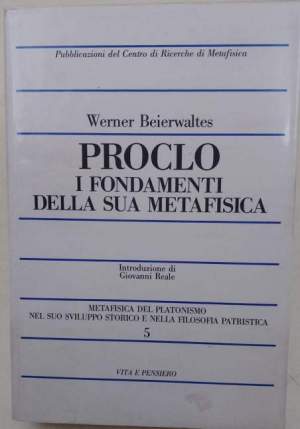 Pubblicazioni del Centro di Ricerche di Metafisica
Werner Beierwaltes
PROCLO
I FONDAMENTI
DELLA SUA METAFISICA
Introduzione di
Giovanni Reale
METAFISICA DEL PLATONISMO
NEL SUO SVILUPPO STORICO E NELLA FILOSOFIA PATRISTICA
5
VITA E PENSIERO